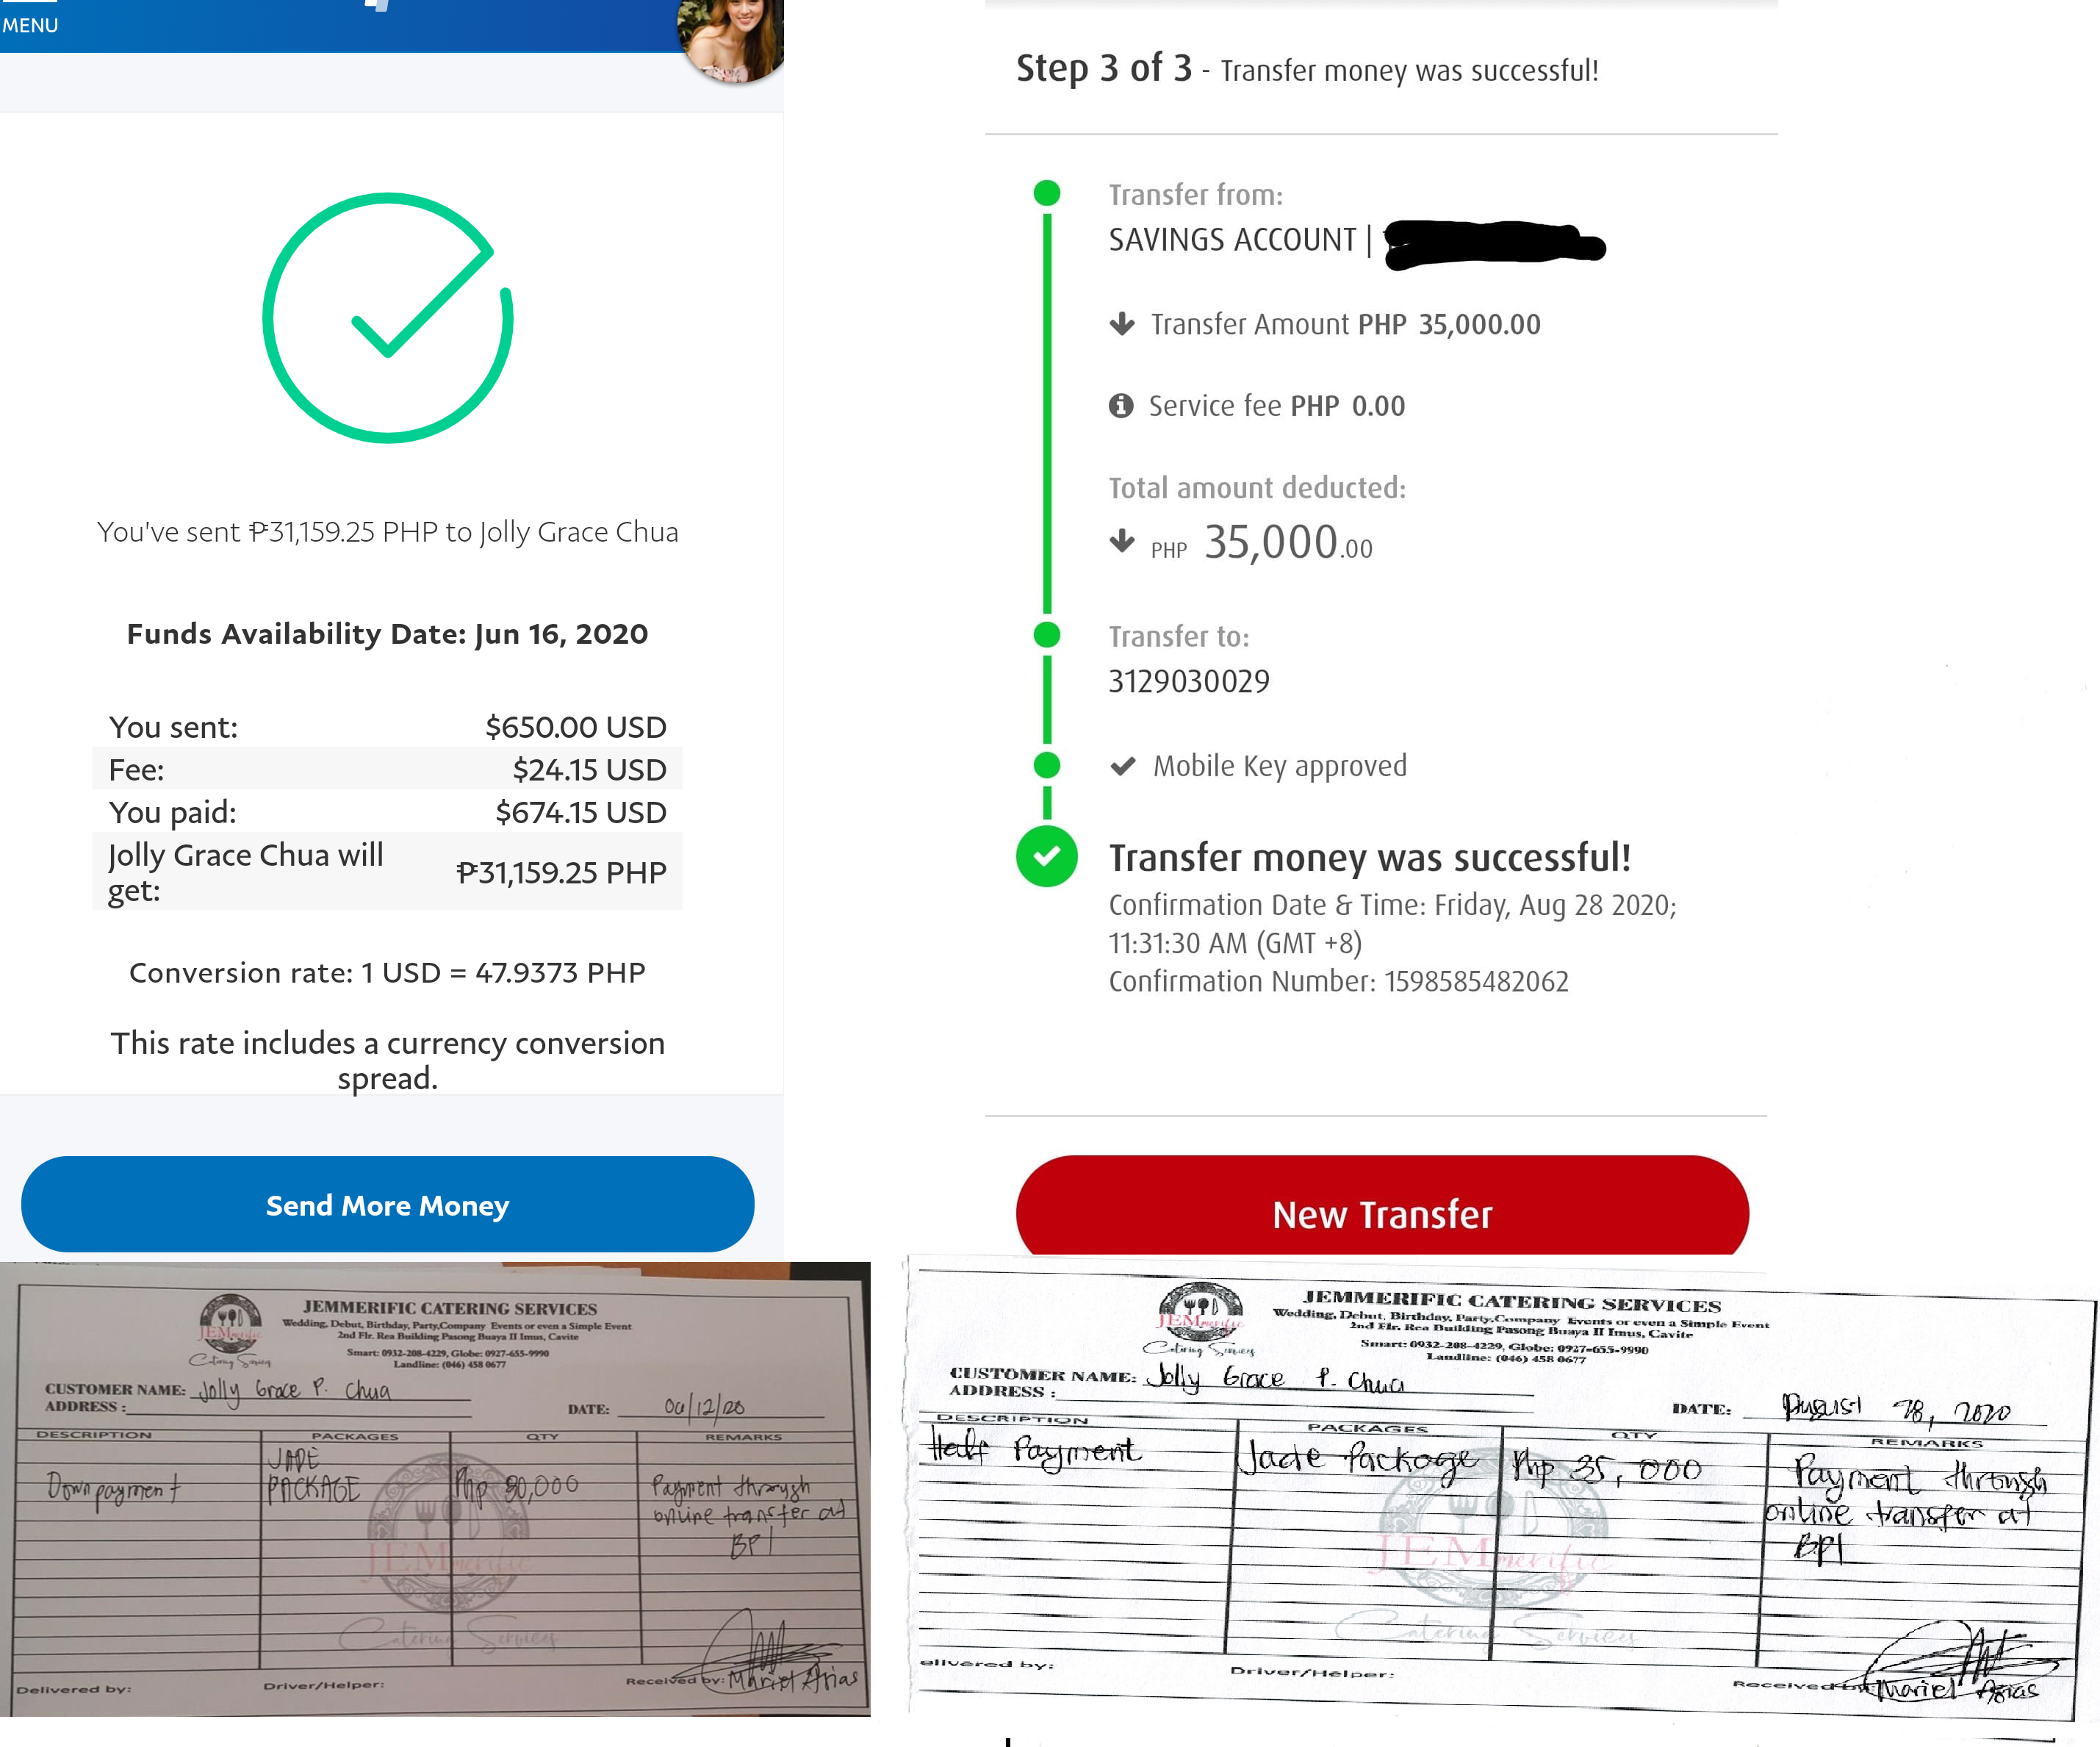 MENU
You've sent ₱31,159.25 PHP to Jolly Grace Chua
Funds Availability Date: Jun 16, 2020
You sent: $650.00 USD
Fee: $24.15 USD
You paid: $674.15 USD
Jolly Grace Chua will get: ₱31,159.25 PHP
Conversion rate: 1 USD = 47.9373 PHP
This rate includes a currency conversion
spread.
Send More Money
Step 3 of 3 - Transfer money was successful!
Transfer from:
SAVINGS ACCOUNT |
Transfer Amount PHP 35,000.00
Service fee PHP 0.00
Total amount deducted:
PHP 35,000.00
Transfer to:
3129030029
Mobile Key approved
Transfer money was successful!
Confirmation Date & Time: Friday, Aug 28 2020;
11:31:30 AM (GMT +8)
Confirmation Number: 1598585482062
New Transfer
JEMMERIFIC CATERING SERVICES
Wedding, Debut, Birthday, Party,Company Events or even a Simple Event
2nd Flr. Rea Building Pasong Buaya II Imus, Cavite
Smart: 0932-208-4229, Globe: 0927-655-9990
Landline: (046) 458 0677
JEMmerific
Catering Services
CUSTOMER NAME: Jolly Grace P. Chua
ADDRESS :
DATE: 06/12/20
DESCRIPTION PACKAGES QTY REMARKS
Down payment JADE PACKAGE Php 30,000 Payment through
online transfer at
BPI
JEMmerific
Catering Services
Delivered by: Driver/Helper: Received by: Mariel Arias
JEMMERIFIC CATERING SERVICES
Wedding, Debut, Birthday, Party,Company Events or even a Simple Event
2nd Flr. Rea Building Pasong Buaya II Imus, Cavite
Smart: 0932-208-4229, Globe: 0927-655-9990
Landline: (046) 458 0677
JEMmerific
Catering Services
CUSTOMER NAME: Jolly Grace P. Chua
ADDRESS :
DATE: August 28, 2020
DESCRIPTION PACKAGES QTY REMARKS
Half Payment Jade Package Php 35,000 Payment through
online transfer at
BPI
JEMmerific
Catering Services
elivered by: Driver/Helper: Received by: Mariel Arias